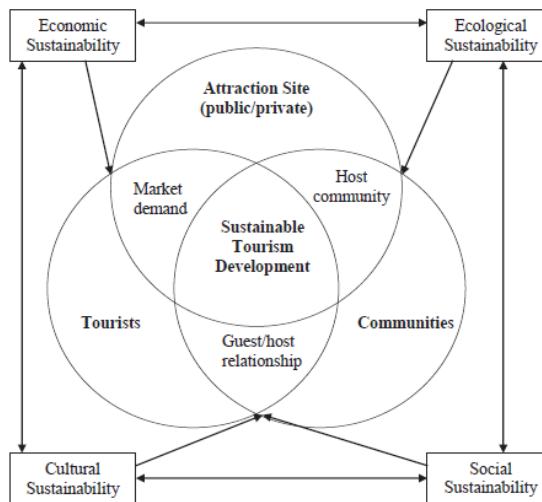 Economic
Sustainability
Ecological
Sustainability
Attraction Site
(public/private)
Market
demand
Host
community
Sustainable
Tourism
Development
Tourists
Communities
Guest/host
relationship
Cultural
Sustainability
Social
Sustainability